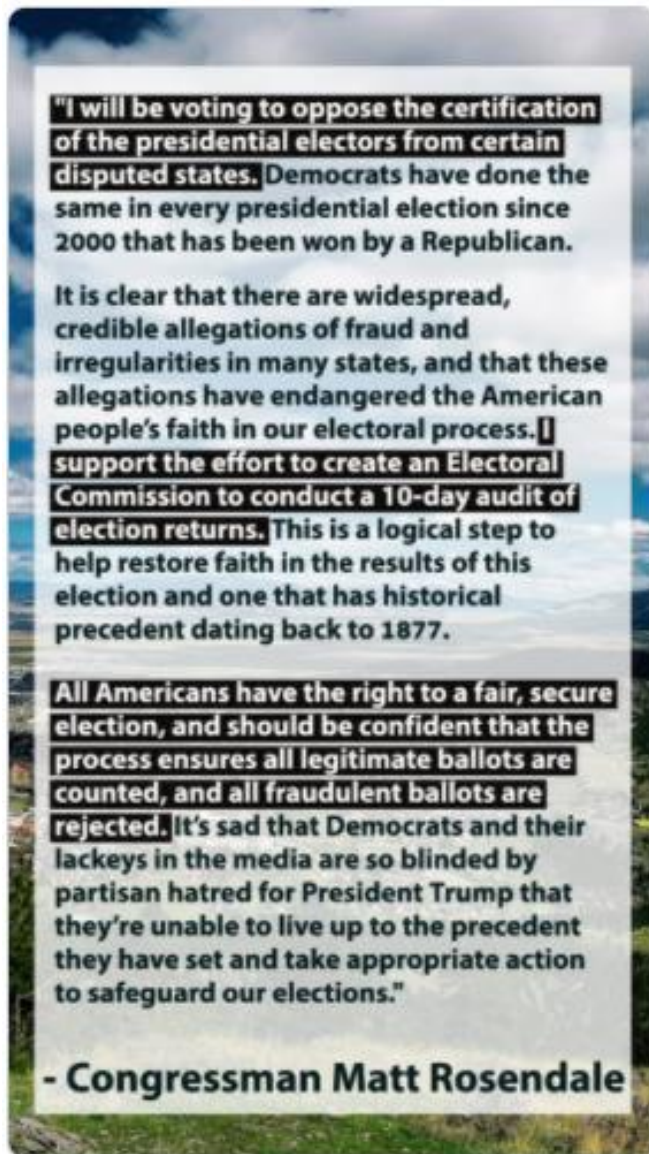 "I will be voting to oppose the certification
of the presidential electors from certain
disputed states. Democrats have done the
same in every presidential election since
2000 that has been won by a Republican.
It is clear that there are widespread,
credible allegations of fraud and
irregularities in many states, and that these
allegations have endangered the American
people's faith in our electoral process. I
support the effort to create an Electoral
Commission to conduct a 10-day audit of
election returns. This is a logical step to
help restore faith in the results of this
election and one that has historical
precedent dating back to 1877.
All Americans have the right to a fair, secure
election, and should be confident that the
process ensures all legitimate ballots are
counted, and all fraudulent ballots are
rejected. It's sad that Democrats and their
lackeys in the media are so blinded by
partisan hatred for President Trump that
they're unable to live up to the precedent
they have set and take appropriate action
to safeguard our elections."
- Congressman Matt Rosendale